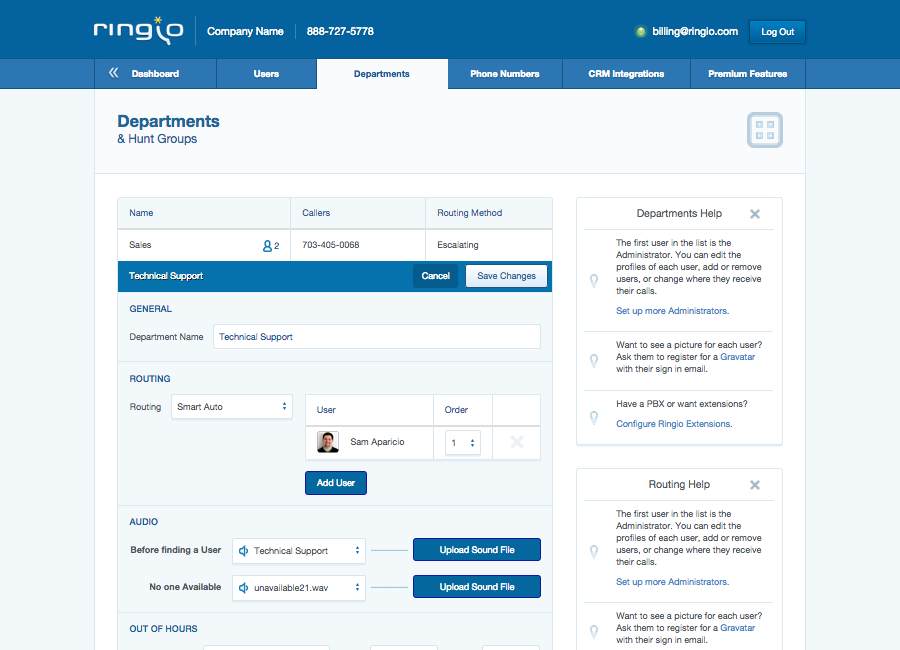 ringio Company Name 888-727-5778 billing@ringio.com Log Out
Dashboard Users Departments Phone Numbers CRM Integrations Premium Features
Departments
& Hunt Groups
Name Callers Routing Method
Sales 2 703-405-0068 Escalating
Technical Support Cancel Save Changes
GENERAL
Department Name Technical Support
ROUTING
Routing Smart Auto
User Order
Sam Aparicio 1
Add User
AUDIO
Before finding a User Technical Support Upload Sound File
No one Available unavailable21.wav Upload Sound File
OUT OF HOURS
Departments Help
The first user in the list is the
Administrator. You can edit the
profiles of each user, add or remove
users, or change where they receive
their calls.
Set up more Administrators.
Want to see a picture for each user?
Ask them to register for a Gravatar
with their sign in email.
Have a PBX or want extensions?
Configure Ringio Extensions.
Routing Help
The first user in the list is the
Administrator. You can edit the
profiles of each user, add or remove
users, or change where they receive
their calls.
Set up more Administrators.
Want to see a picture for each user?
Ask them to register for a Gravatar
with their sign in email.